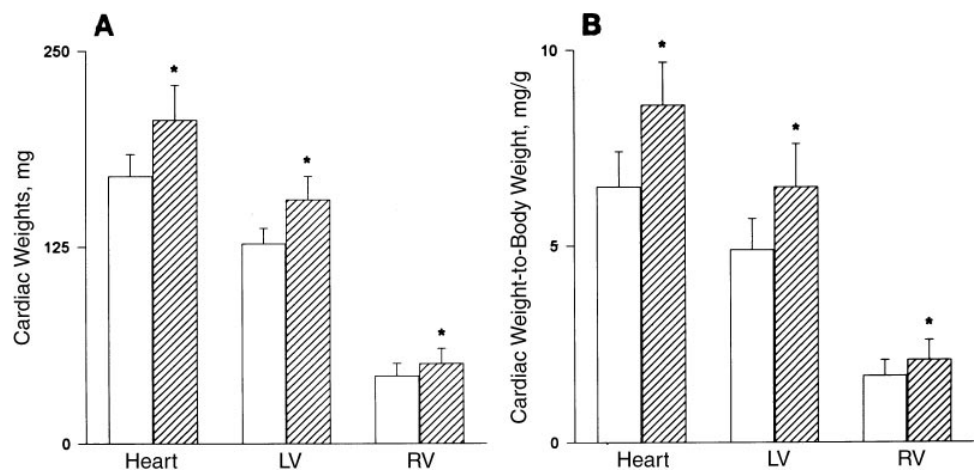 A
250
125
0
Cardiac Weights, mg
*
*
*
Heart LV RV
B
10
5
0
Cardiac Weight-to-Body Weight, mg/g
*
*
*
Heart LV RV